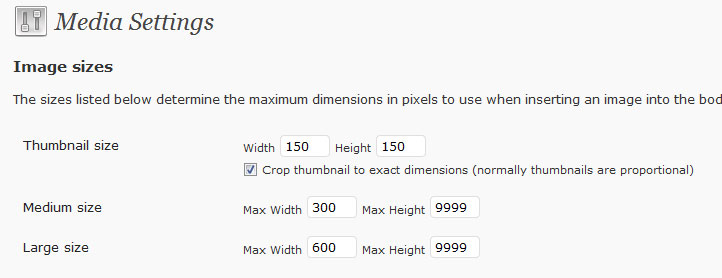 Media Settings
Image sizes
The sizes listed below determine the maximum dimensions in pixels to use when inserting an image into the bod
Thumbnail size Width 150 Height 150
Crop thumbnail to exact dimensions (normally thumbnails are proportional)
Medium size Max Width 300 Max Height 9999
Large size Max Width 600 Max Height 9999